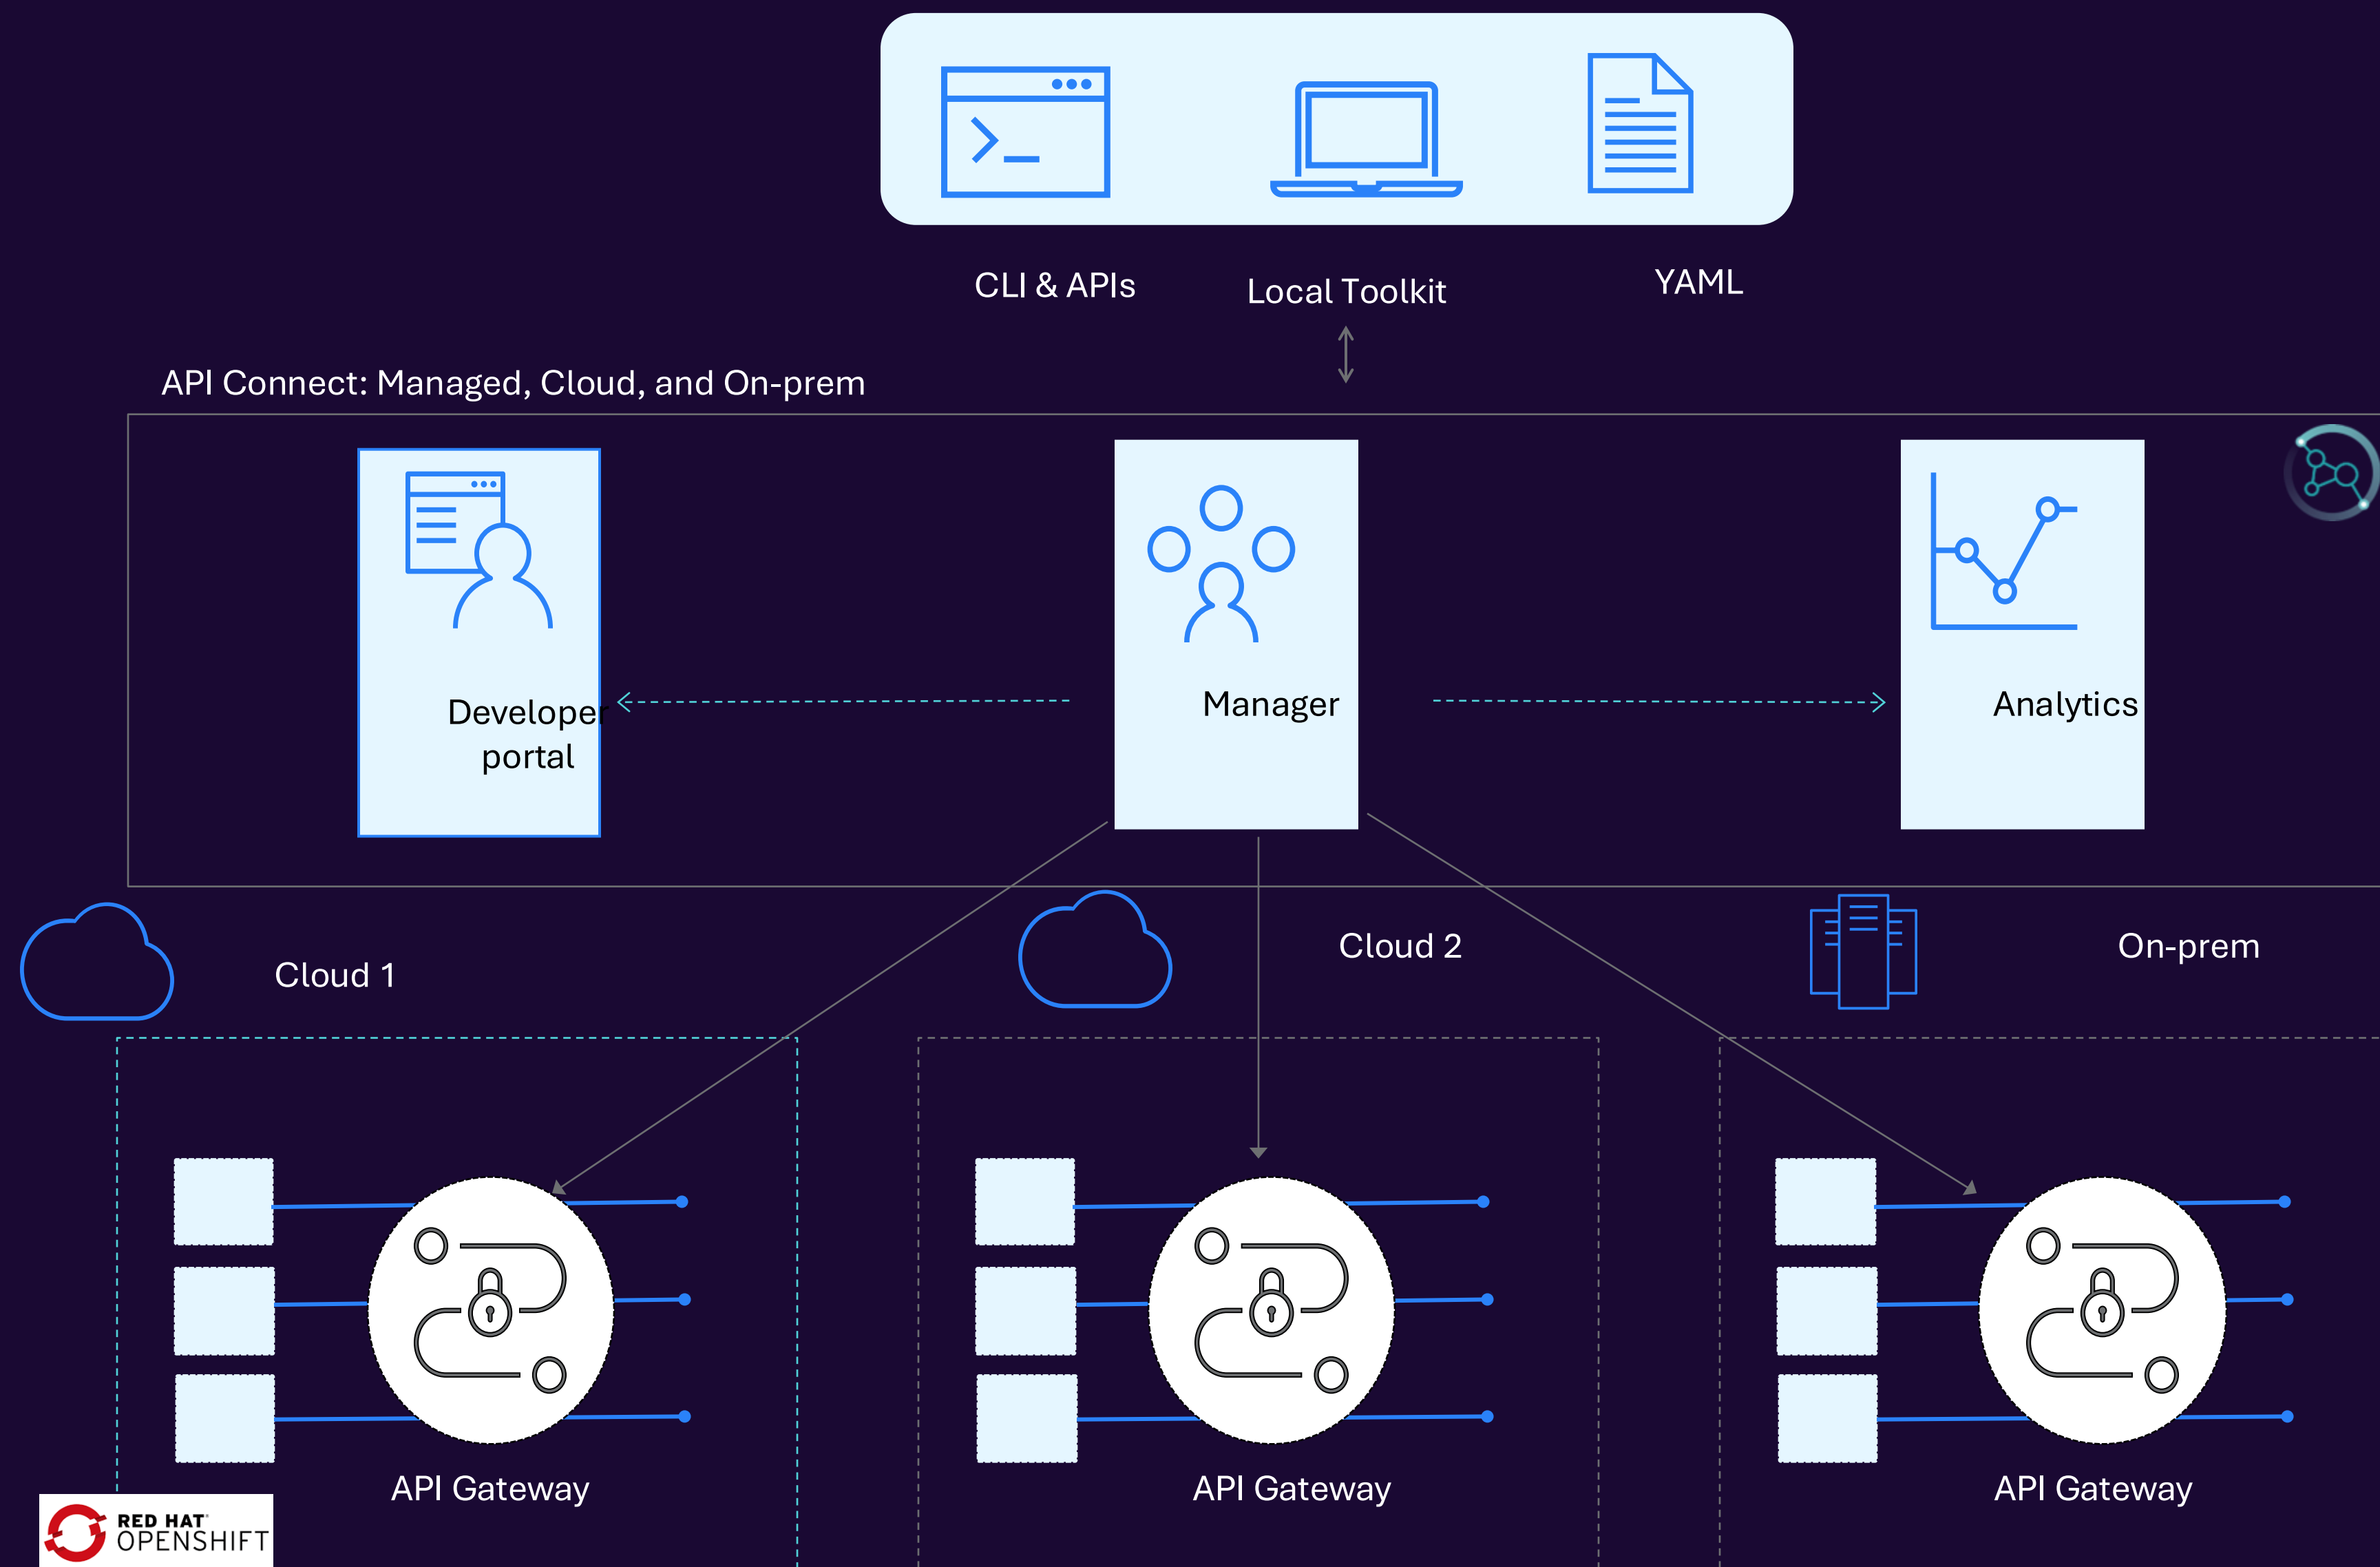 CLI & APIs
Local Toolkit
YAML
API Connect: Managed, Cloud, and On-prem
Developer
portal
Manager
Analytics
Cloud 1
Cloud 2
On-prem
API Gateway
API Gateway
API Gateway
RED HAT
OPENSHIFT